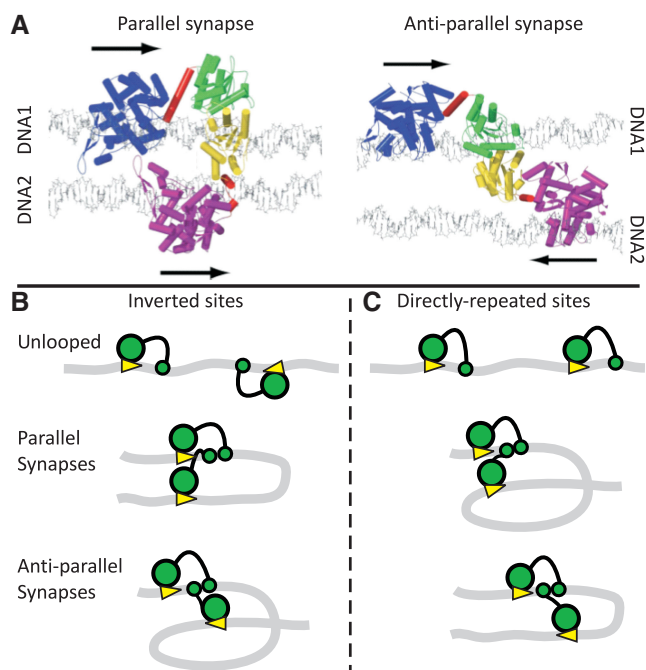 A
Parallel synapse
Anti-parallel synapse
DNA1
DNA2
DNA1
DNA2
B
Inverted sites
C
Directly-repeated sites
Unlooped
Parallel
Synapses
Anti-parallel
Synapses